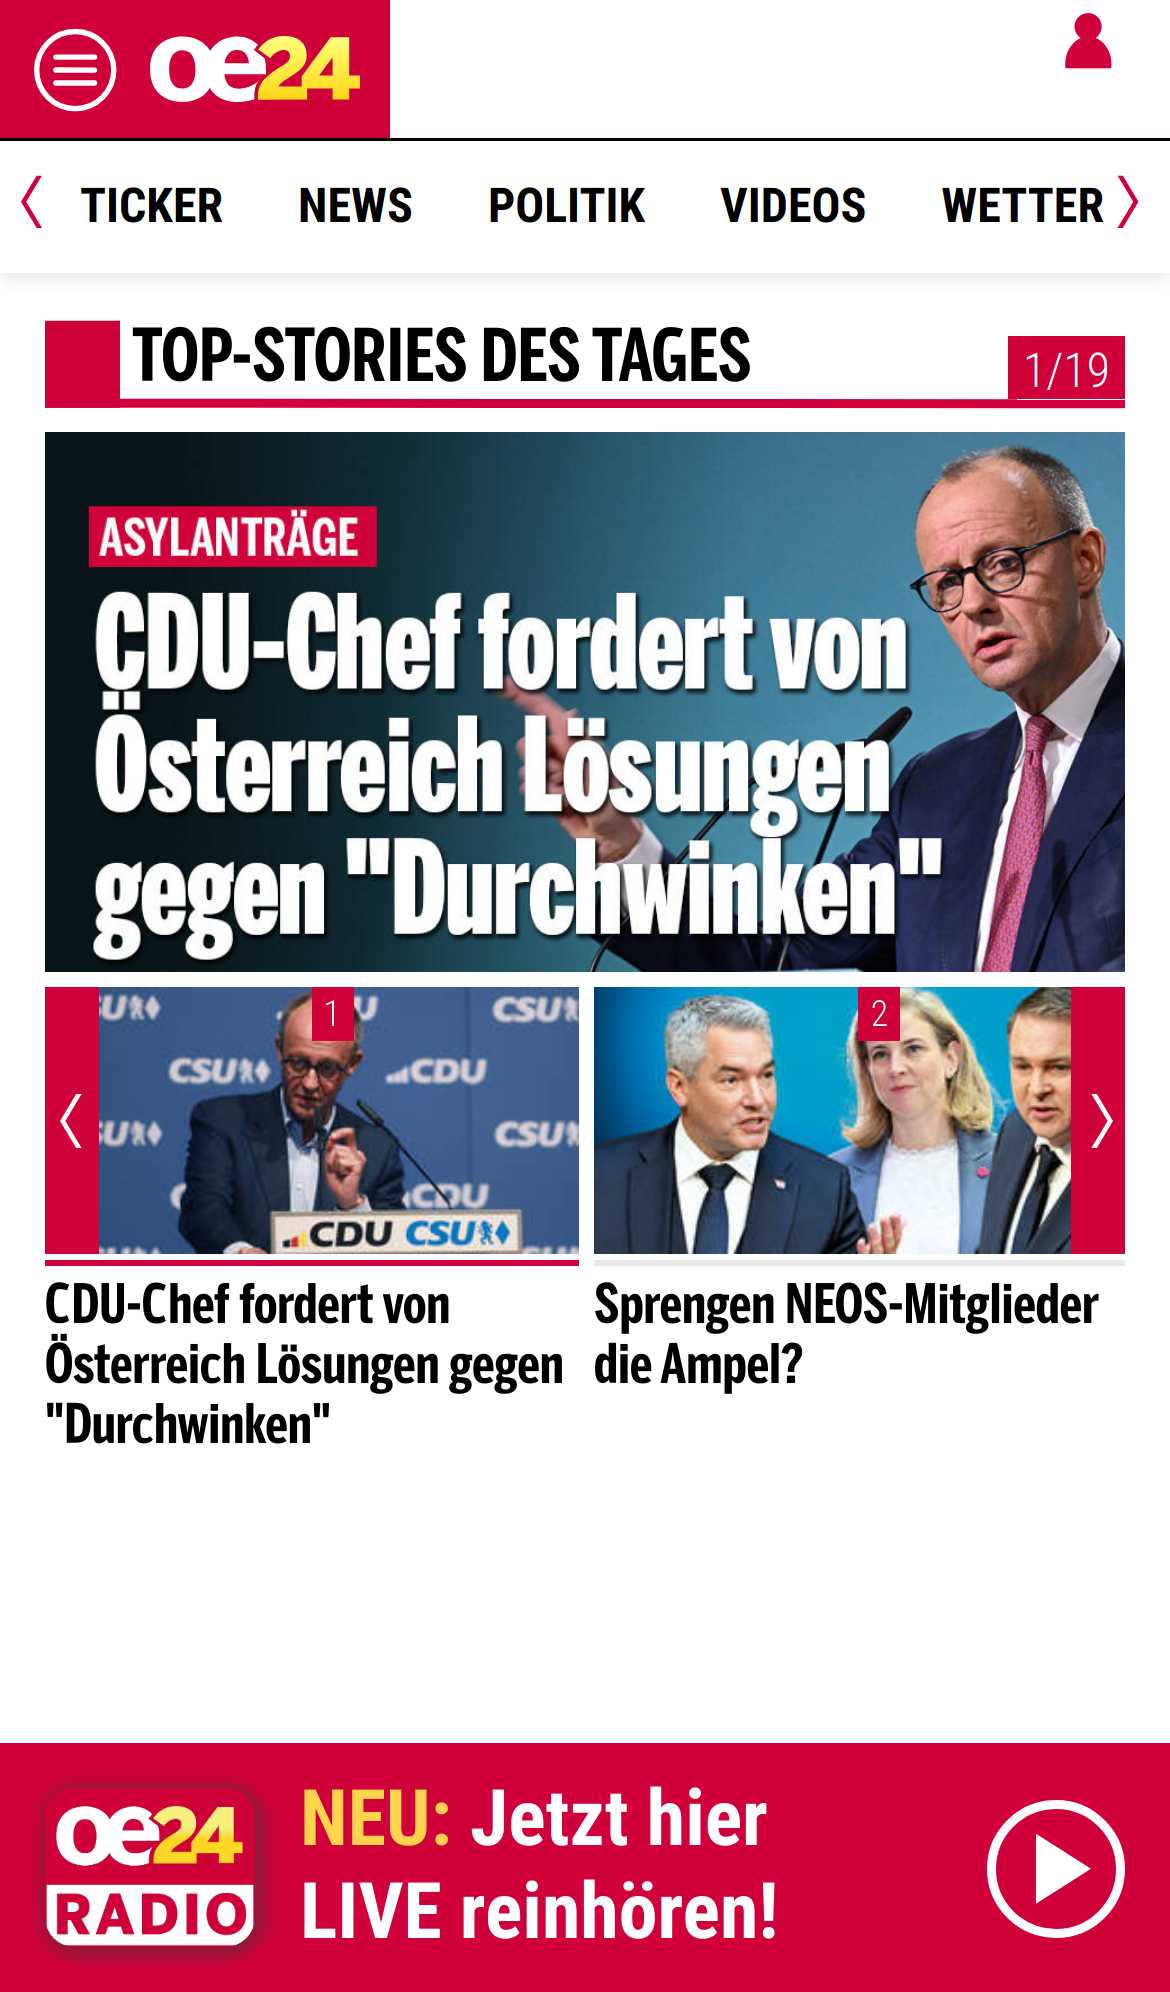 oe24
TICKER NEWS POLITIK VIDEOS WETTER
TOP-STORIES DES TAGES
1/19
ASYLANTRÄGE
CDU-Chef fordert von
Österreich Lösungen
gegen "Durchwinken"
1
CSU
CSU CDU
CSU
CDU
CDU CSU
2
CDU-Chef fordert von
Österreich Lösungen gegen
"Durchwinken"
Sprengen NEOS-Mitglieder
die Ampel?
oe24
RADIO
NEU: Jetzt hier
LIVE reinhören!